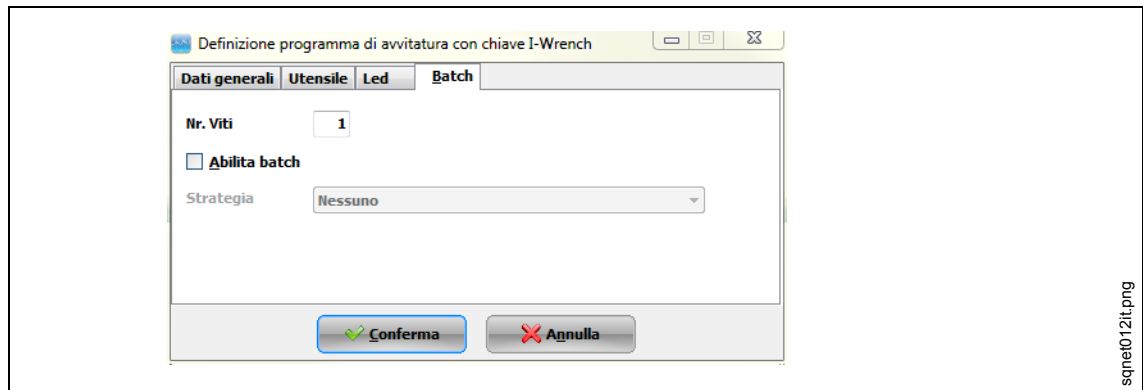 Definizione programma di avvitatura con chiave I-Wrench
Dati generali Utensile Led Batch
Nr. Viti 1
Abilita batch
Strategia Nessuno
Conferma Annulla
sqnet012it.png